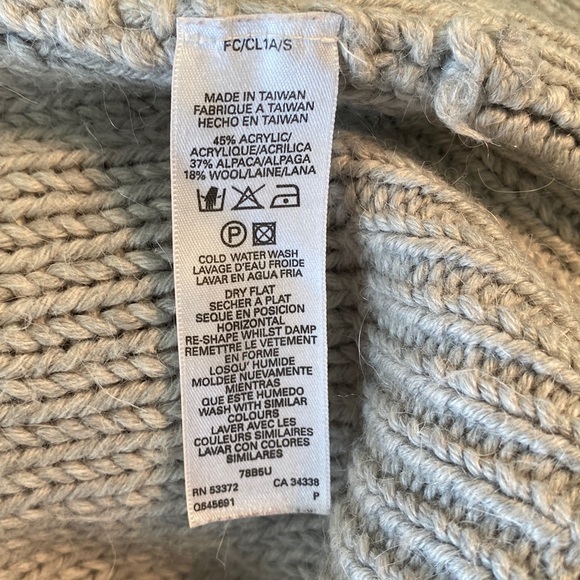 FC/CL1A/S
MADE IN TAIWAN
FABRIQUE A TAIWAN
HECHO EN TAIWAN
45% ACRYLIC/
ACRYLIQUE/ACRILICA
37% ALPACA/ALPAGA
18% WOOL/LAINE/LANA
P
COLD WATER WASH
LAVAGE D'EAU FROIDE
LAVAR EN AGUA FRIA
DRY FLAT
SECHER A PLAT
SEQUE EN POSICION
HORIZONTAL
RE-SHAPE WHILST DAMP
REMETTRE LE VETEMENT
EN FORME
LOSQU' HUMIDE
MOLDEE NUEVAMENTE
MIENTRAS
QUE ESTE HUMEDO
WASH WITH SIMILAR
COLOURS
LAVER AVEC LES
COULEURS SIMILAIRES
LAVAR CON COLORES
SIMILARES
78B5U
RN 53372 CA 34338
Q545691 P